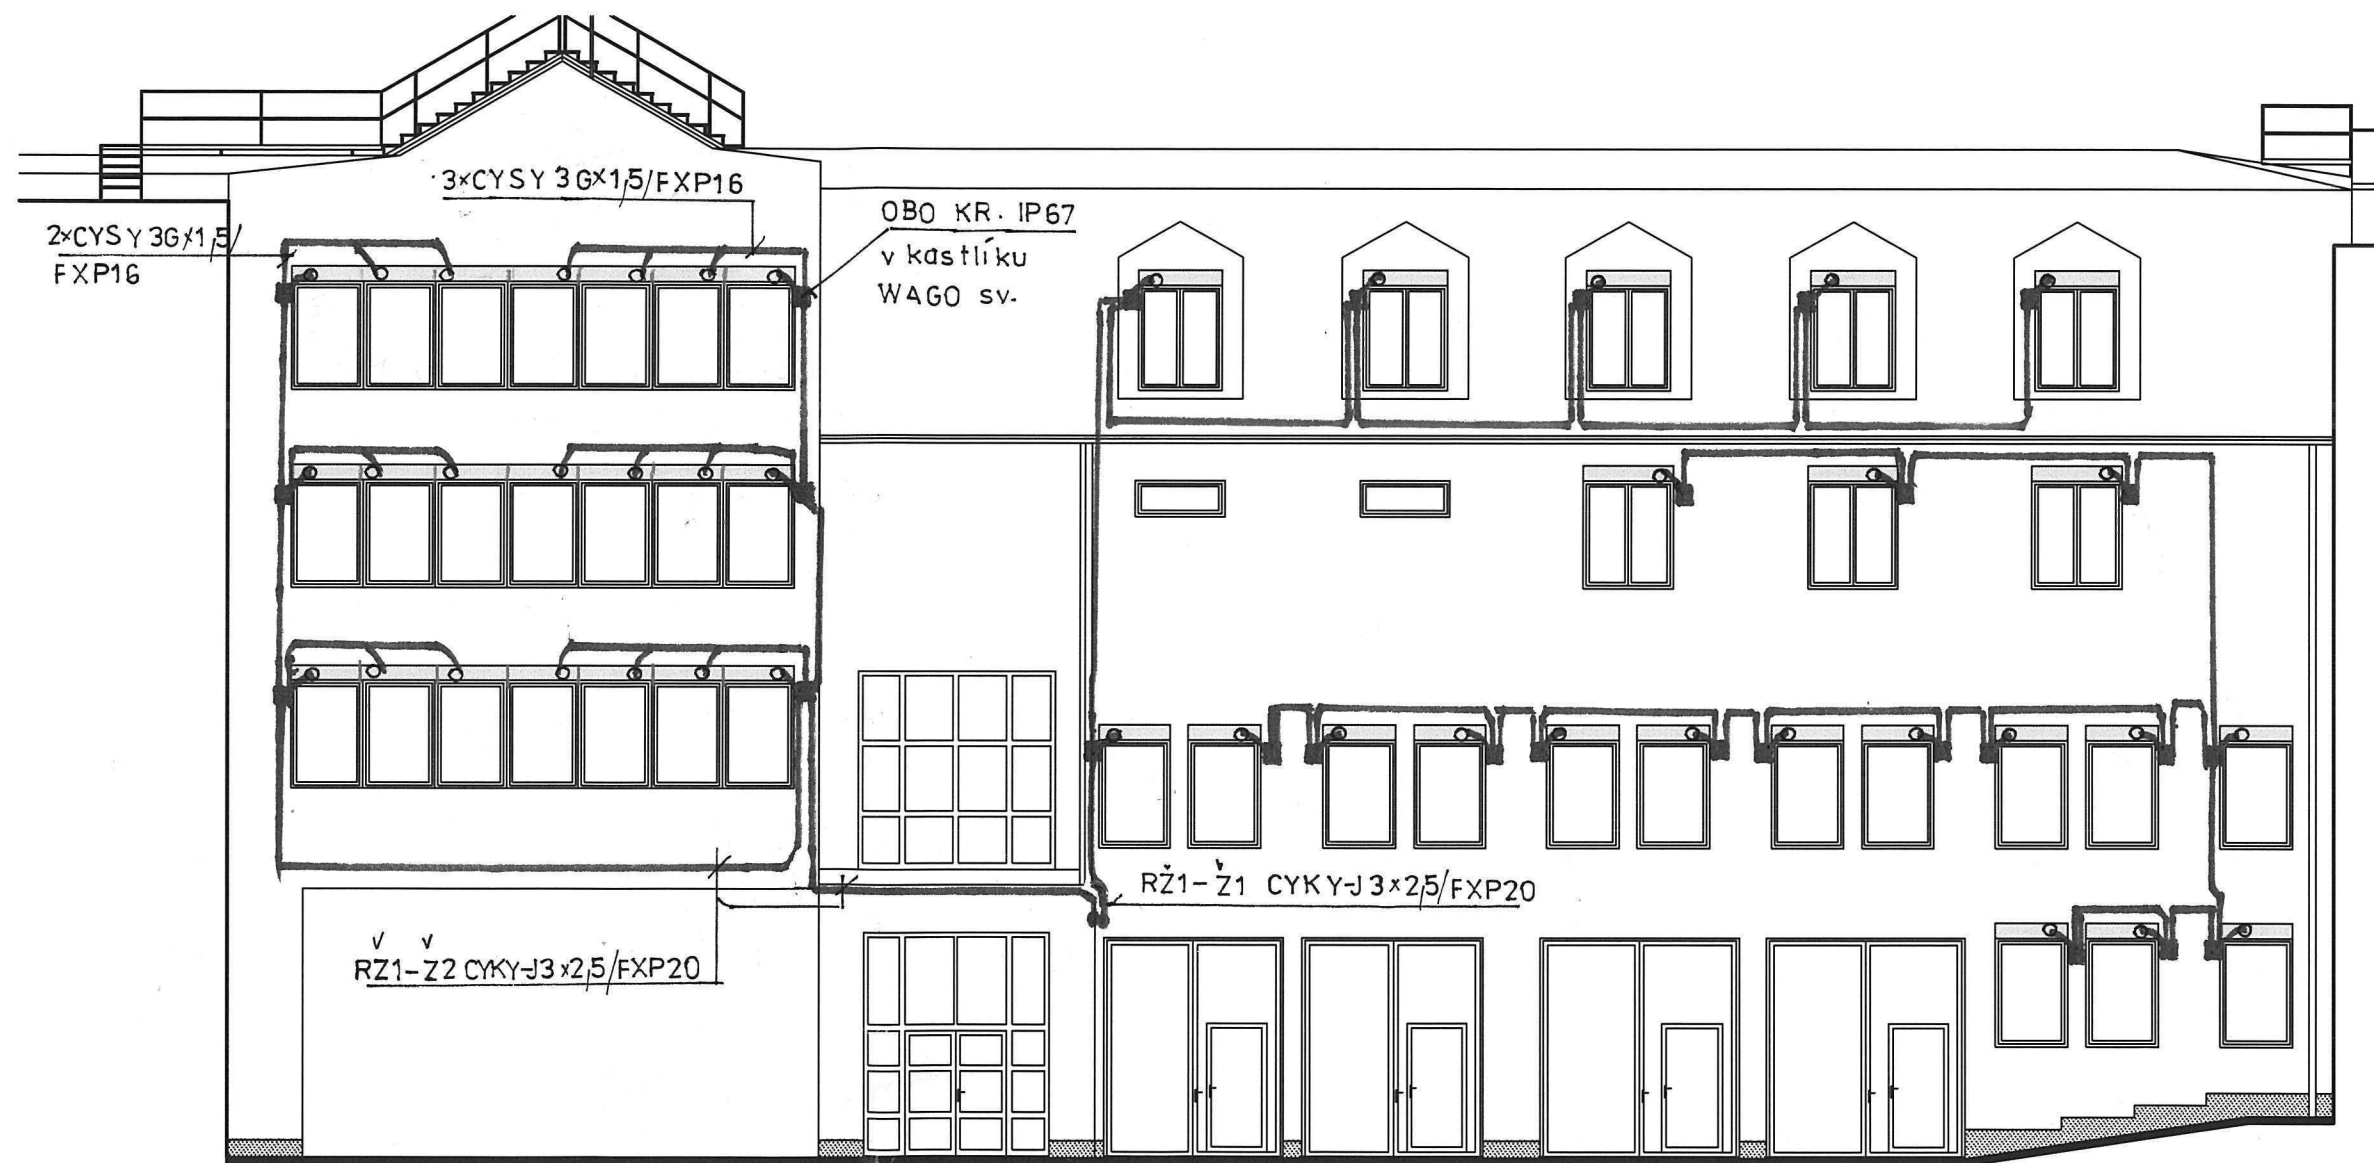 3×CYSY 3G×1,5/FXP16
2×CYSY 3G×1,5/
FXP16
OBO KR. IP67
v kastlíku
WAGO sv.
RŽ1-Ž1 CYKY-J 3×2,5/FXP20
RŽ1-Ž2 CYKY-J3×2,5/FXP20